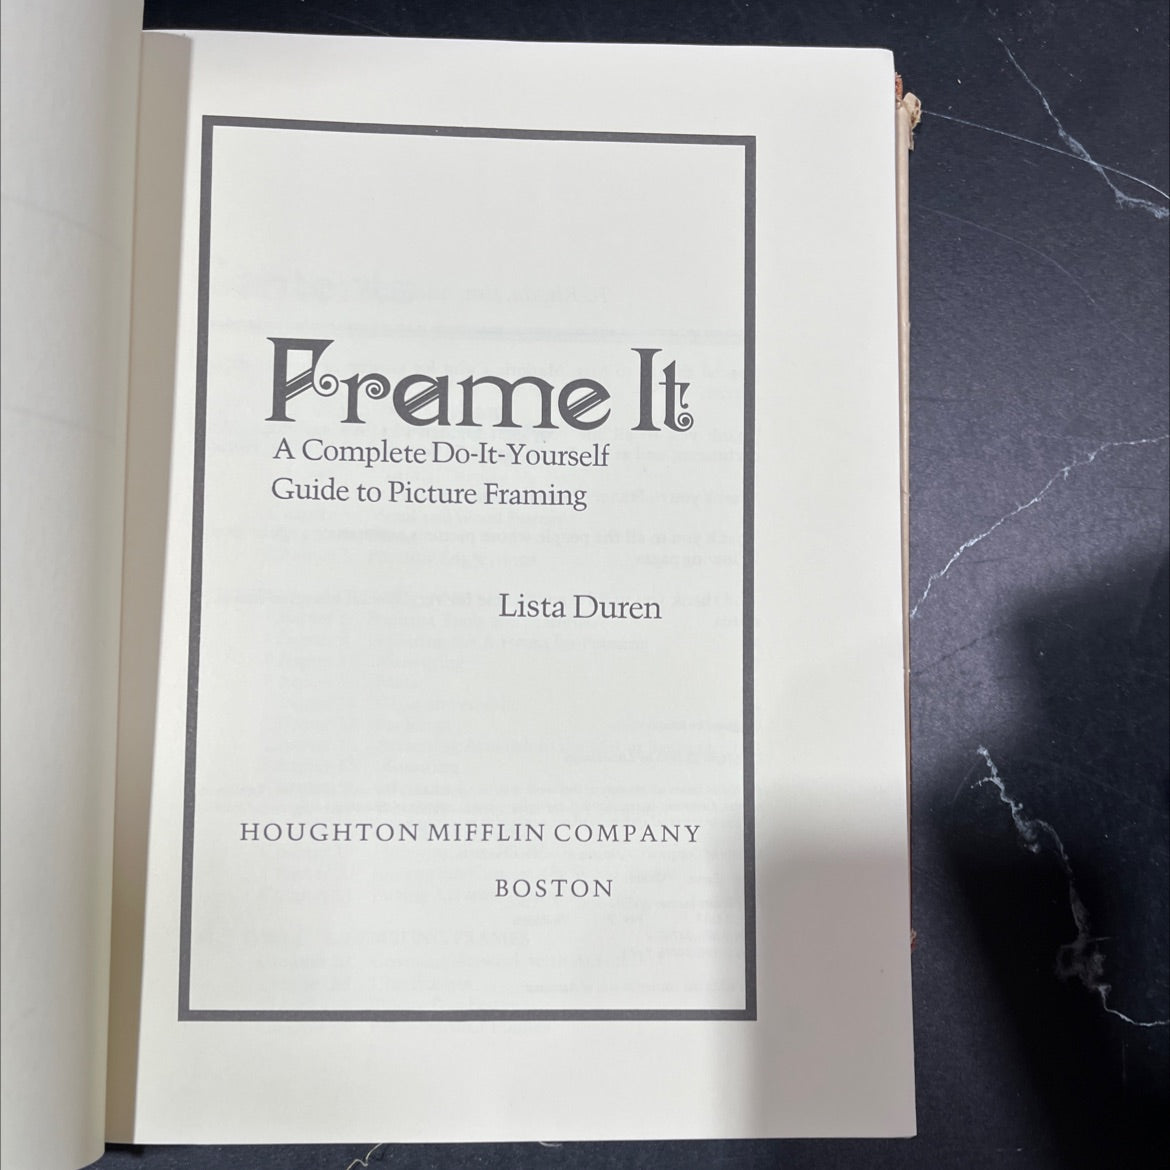 Frame It
A Complete Do-It-Yourself
Guide to Picture Framing
Lista Duren
HOUGHTON MIFFLIN COMPANY
BOSTON